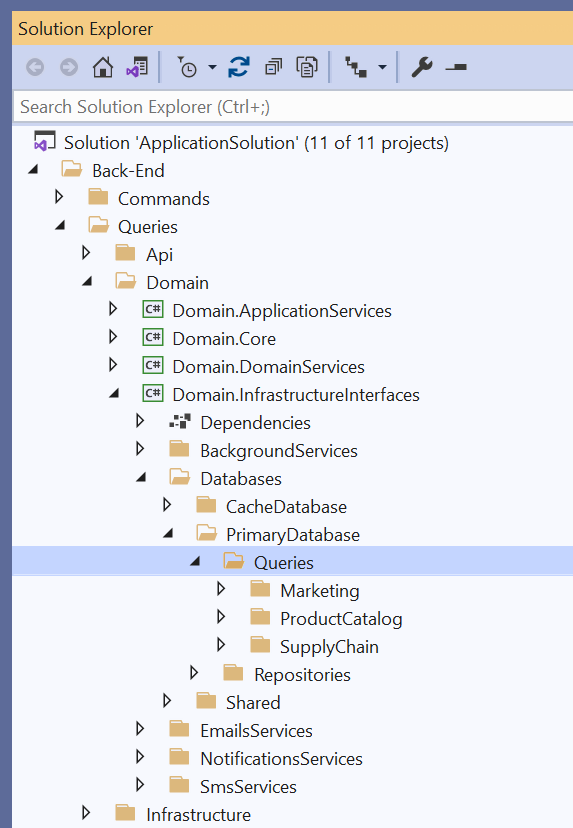 Solution Explorer
Search Solution Explorer (Ctrl+;)
Solution 'ApplicationSolution' (11 of 11 projects)
Back-End
Commands
Queries
Api
Domain
C# Domain.ApplicationServices
C# Domain.Core
C# Domain.DomainServices
C# Domain.InfrastructureInterfaces
Dependencies
BackgroundServices
Databases
CacheDatabase
PrimaryDatabase
Queries
Marketing
ProductCatalog
SupplyChain
Repositories
Shared
EmailsServices
NotificationsServices
SmsServices
Infrastructure